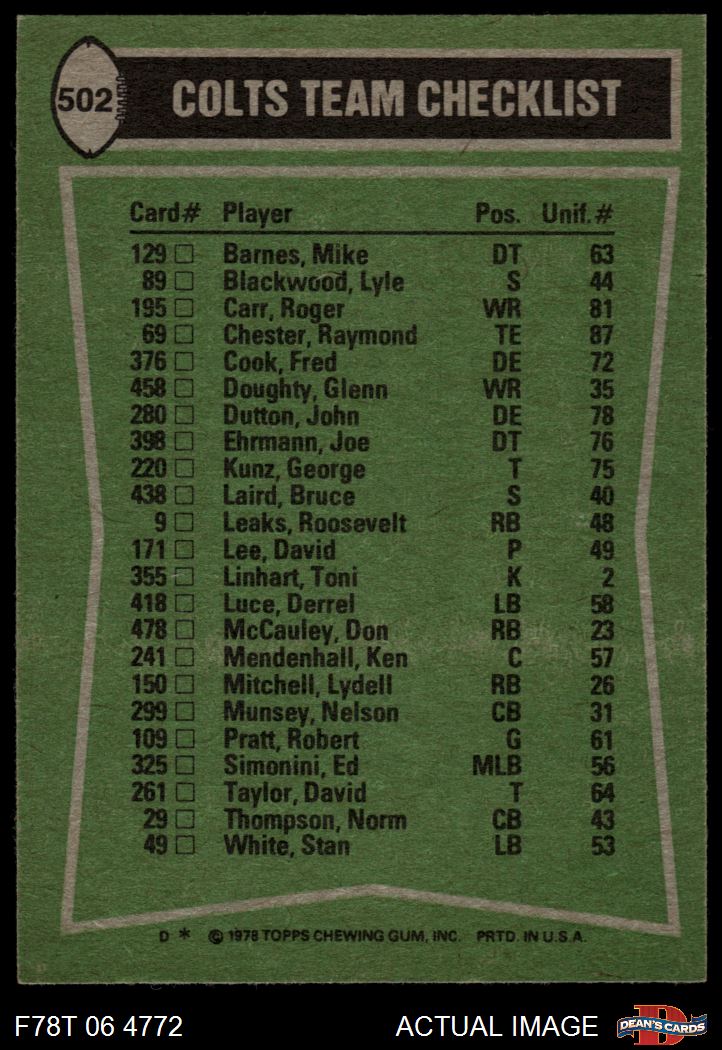 502 COLTS TEAM CHECKLIST
Card# Player Pos. Unif.#
129 □ Barnes, Mike DT 63
89 □ Blackwood, Lyle S 44
195 □ Carr, Roger WR 81
69 □ Chester, Raymond TE 87
376 □ Cook, Fred DE 72
458 □ Doughty, Glenn WR 35
280 □ Dutton, John DE 78
398 □ Ehrmann, Joe DT 76
220 □ Kunz, George T 75
438 □ Laird, Bruce S 40
9 □ Leaks, Roosevelt RB 48
171 □ Lee, David P 49
355 □ Linhart, Toni K 2
418 □ Luce, Derrel LB 58
478 □ McCauley, Don RB 23
241 □ Mendenhall, Ken C 57
150 □ Mitchell, Lydell RB 26
299 □ Munsey, Nelson CB 31
109 □ Pratt, Robert G 61
325 □ Simonini, Ed MLB 56
261 □ Taylor, David T 64
29 □ Thompson, Norm CB 43
49 □ White, Stan LB 53
D * © 1978 TOPPS CHEWING GUM, INC. PRTD. IN U.S.A.
F78T 06 4772 ACTUAL IMAGE D DEAN'S CARDS